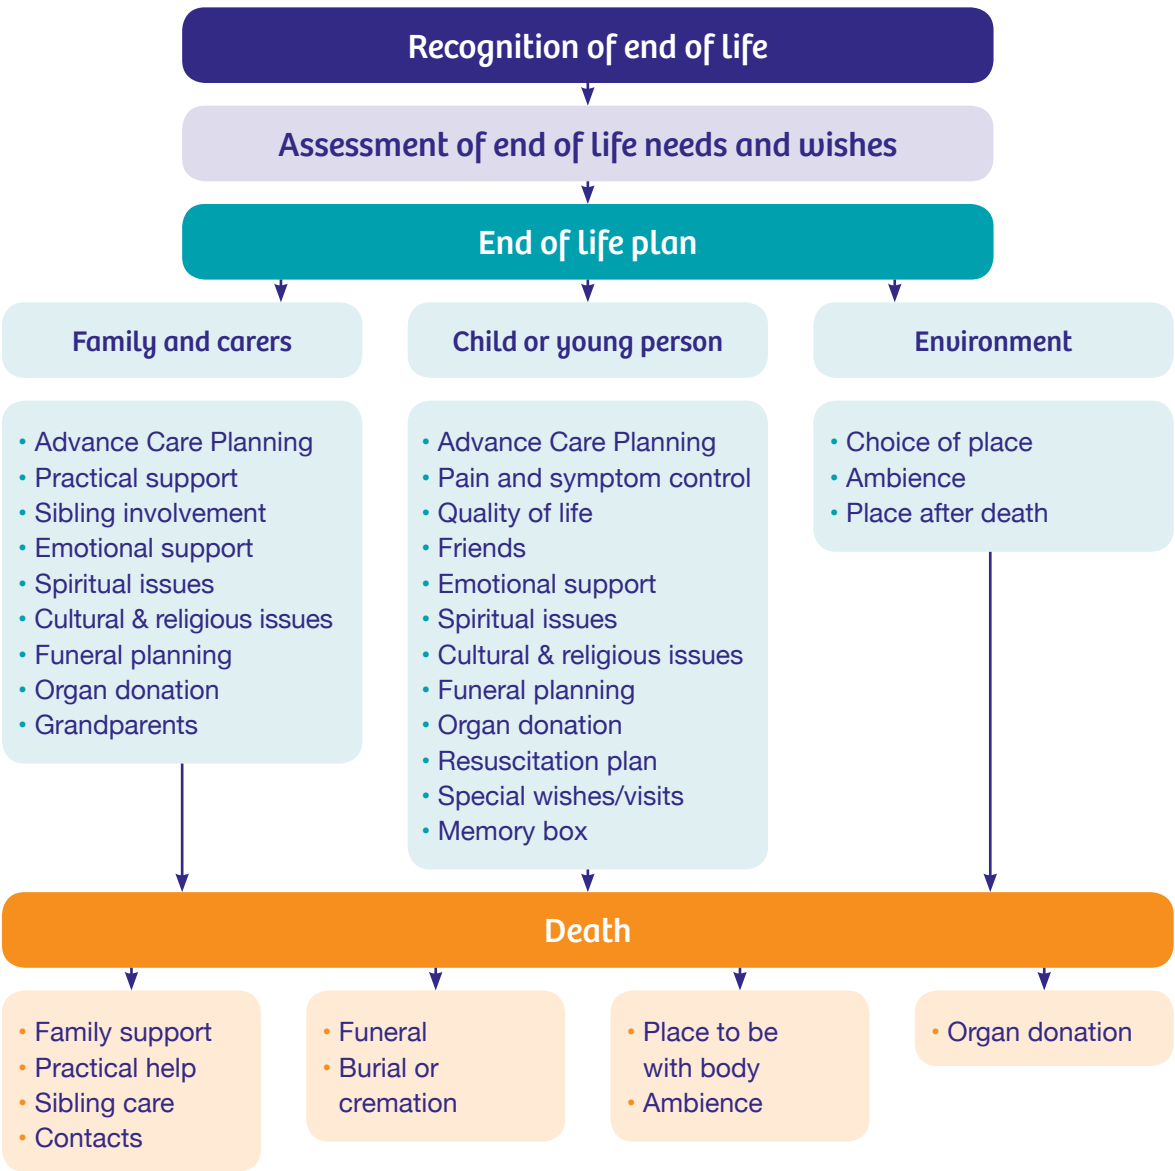 Recognition of end of life
Assessment of end of life needs and wishes
End of life plan
Family and carers
• Advance Care Planning
• Practical support
• Sibling involvement
• Emotional support
• Spiritual issues
• Cultural & religious issues
• Funeral planning
• Organ donation
• Grandparents
Child or young person
• Advance Care Planning
• Pain and symptom control
• Quality of life
• Friends
• Emotional support
• Spiritual issues
• Cultural & religious issues
• Funeral planning
• Organ donation
• Resuscitation plan
• Special wishes/visits
• Memory box
Environment
• Choice of place
• Ambience
• Place after death
Death
• Family support
• Practical help
• Sibling care
• Contacts
• Funeral
• Burial or
cremation
• Place to be
with body
• Ambience
• Organ donation